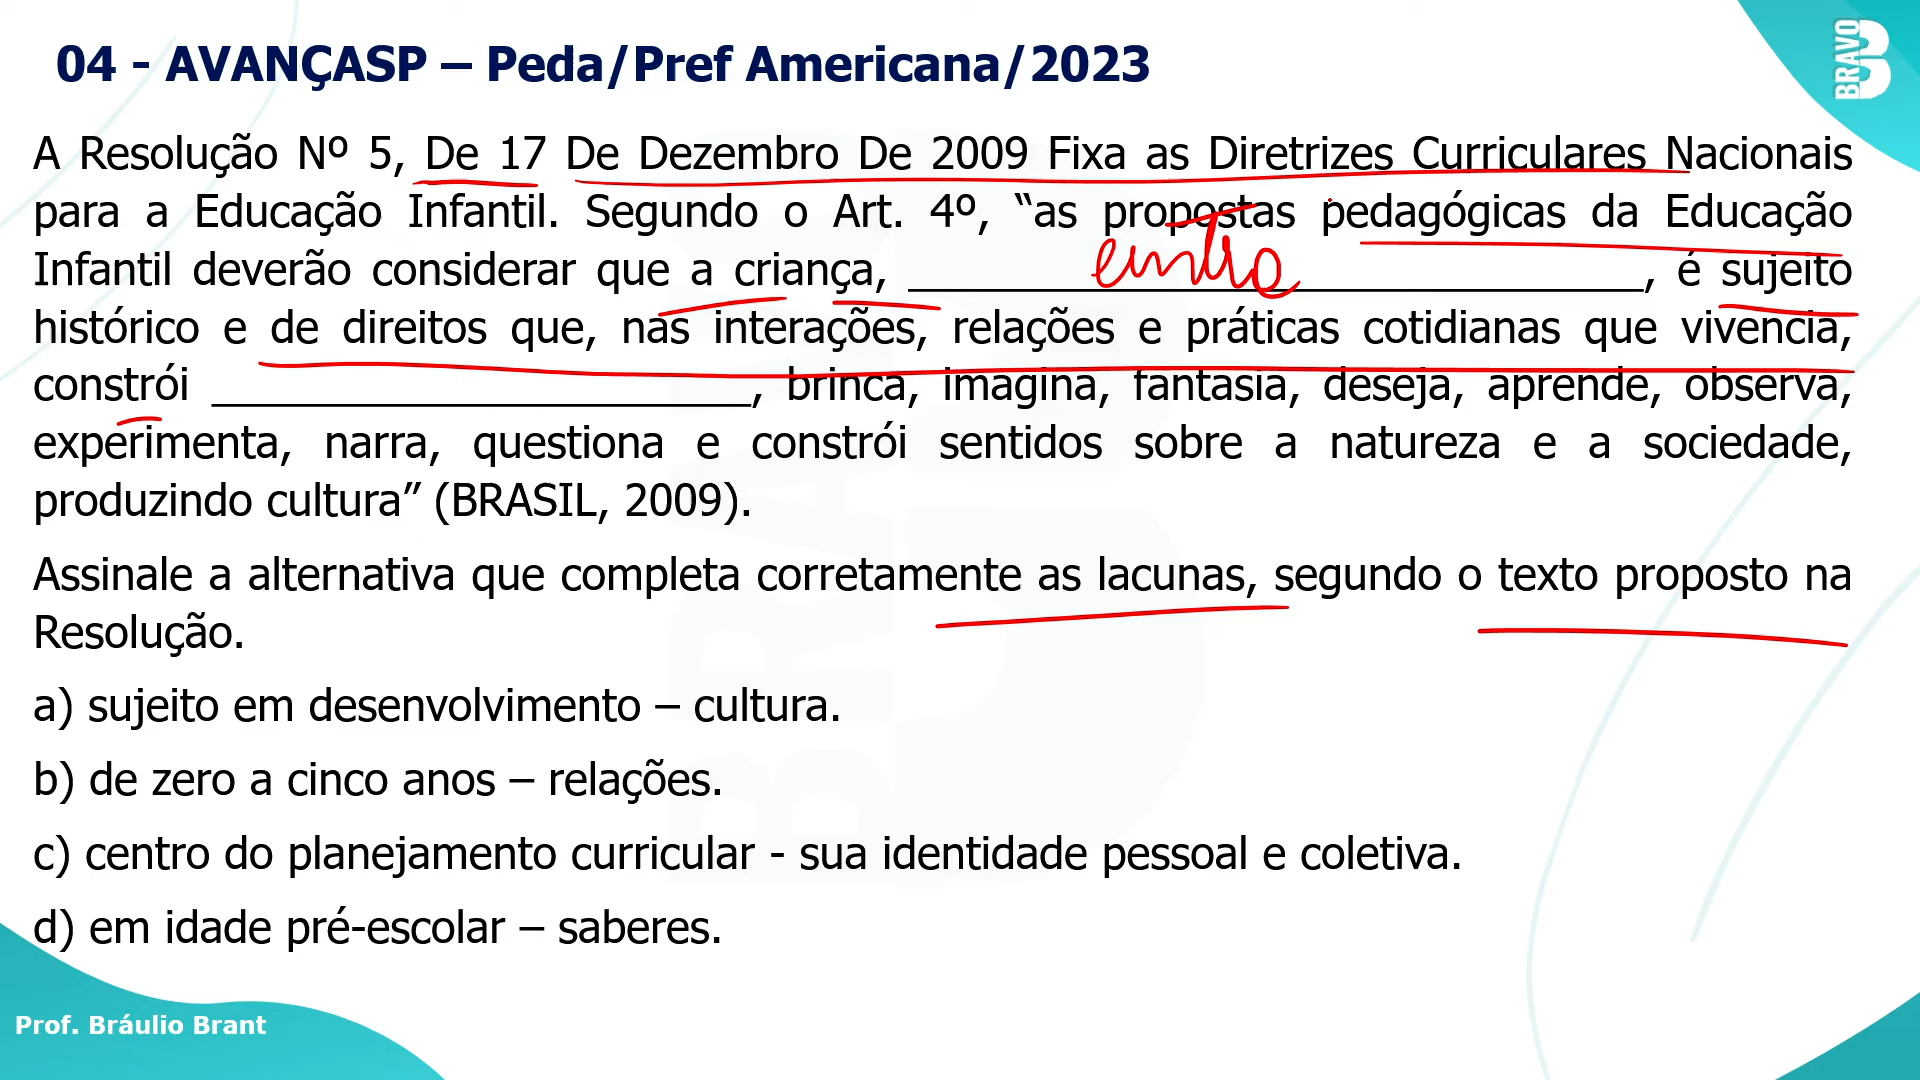 04 - AVANÇASP – Peda/Pref Americana/2023
BRAVO
A Resolução Nº 5, De 17 De Dezembro De 2009 Fixa as Diretrizes Curriculares Nacionais
para a Educação Infantil. Segundo o Art. 4º, “as propostas pedagógicas da Educação
Infantil deverão considerar que a criança, centro, é sujeito
histórico e de direitos que, nas interações, relações e práticas cotidianas que vivencia,
constrói ____________________, brinca, imagina, fantasia, deseja, aprende, observa,
experimenta, narra, questiona e constrói sentidos sobre a natureza e a sociedade,
produzindo cultura” (BRASIL, 2009).
Assinale a alternativa que completa corretamente as lacunas, segundo o texto proposto na
Resolução.
a) sujeito em desenvolvimento – cultura.
b) de zero a cinco anos – relações.
c) centro do planejamento curricular - sua identidade pessoal e coletiva.
d) em idade pré-escolar – saberes.
Prof. Bráulio Brant